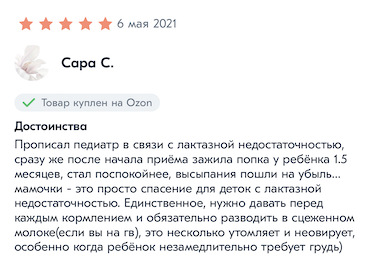 6 мая 2021
Сара С.
Товар куплен на Ozon
Достоинства
Прописал педиатр в связи с лактазной недостаточностью,
сразу же после начала приёма зажила попка у ребёнка 1.5
месяцев, стал поспокойнее, высыпания пошли на убыль...
мамочки - это просто спасение для деток с лактазной
недостаточностью. Единственное, нужно давать перед
каждым кормлением и обязательно разводить в сцеженном
молоке(если вы на гв), это несколько утомляет и неовирует,
особенно когда ребёнок незамедлительно требует грудь)